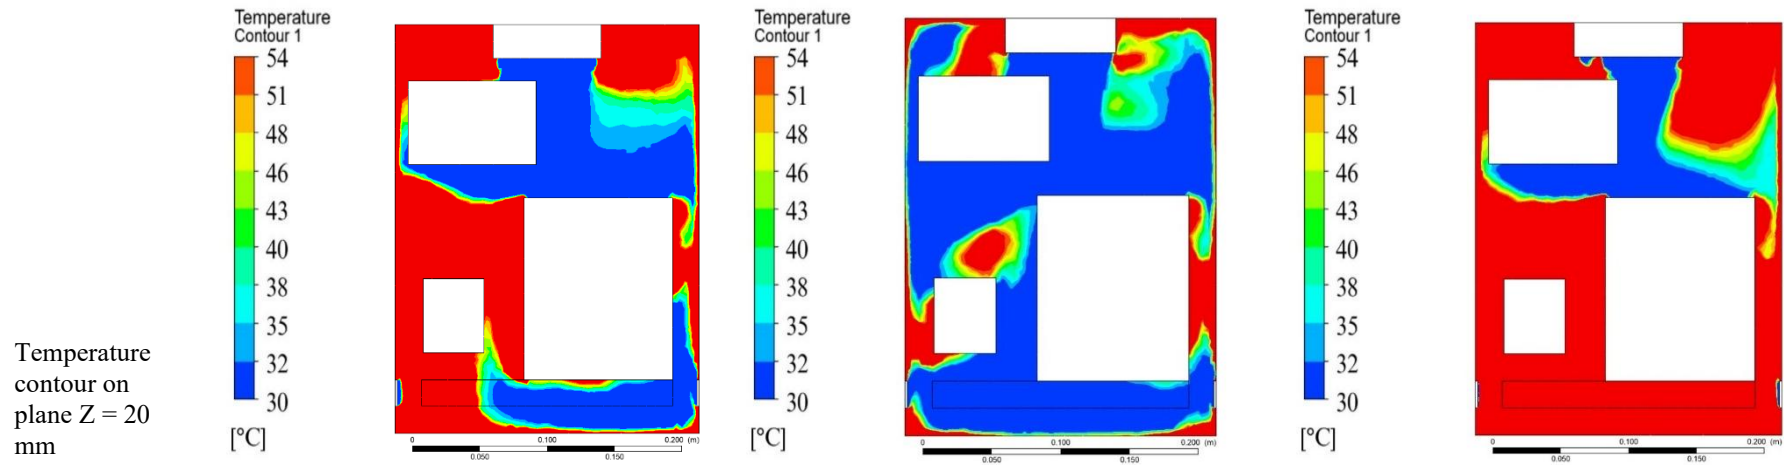 Temperature
Contour 1
54
51
48
46
43
40
38
35
32
30
[°C]
0 0.100 0.200 (m)
0.050 0.150
Temperature
Contour 1
54
51
48
46
43
40
38
35
32
30
[°C]
0 0.100 0.200 (m)
0.050 0.150
Temperature
Contour 1
54
51
48
46
43
40
38
35
32
30
[°C]
0 0.100 0.200 (m)
0.050 0.150
Temperature
contour on
plane Z = 20
mm